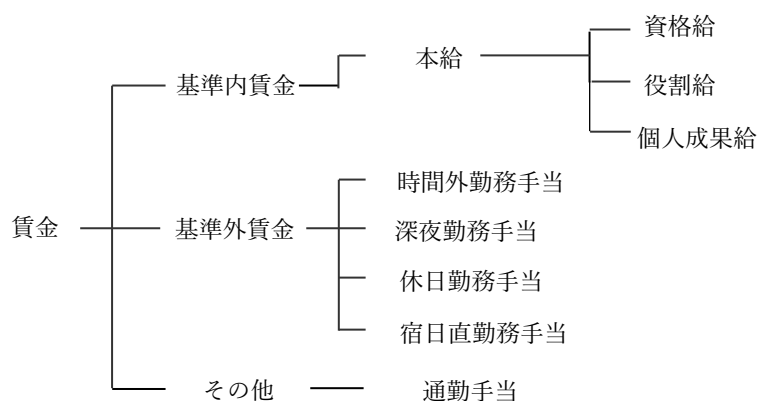 資格給
本給
基準内賃金
役割給
個人成果給
時間外勤務手当
賃金
基準外賃金
深夜勤務手当
休日勤務手当
宿日直勤務手当
その他
通勤手当